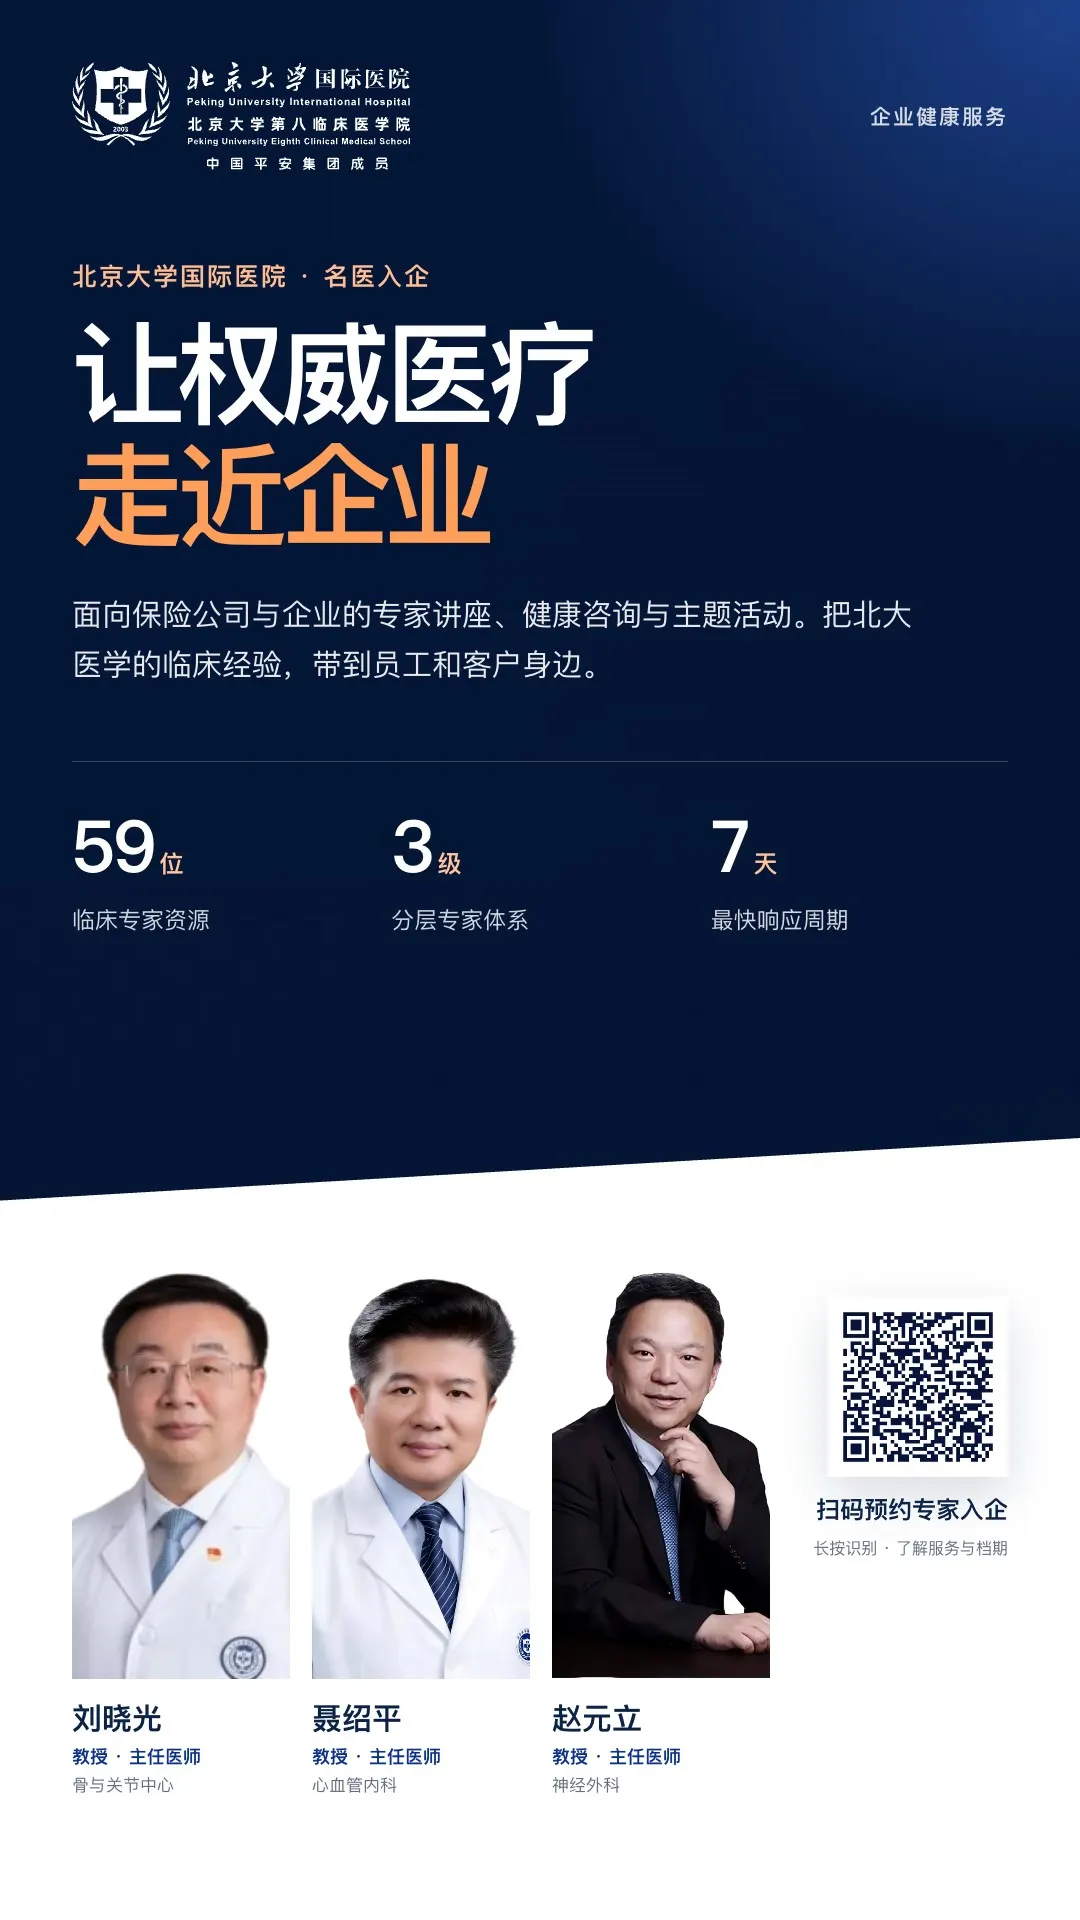 北京大学国际医院
Peking University International Hospital
北京大学第八临床医学院
Peking University Eighth Clinical Medical School
中国平安集团成员
2003
企业健康服务
北京大学国际医院 · 名医入企
让权威医疗
走近企业
面向保险公司与企业的专家讲座、健康咨询与主题活动。把北大
医学的临床经验，带到员工和客户身边。
59位
临床专家资源
3级
分层专家体系
7天
最快响应周期
扫码预约专家入企
长按识别 · 了解服务与档期
刘晓光
教授 · 主任医师
骨与关节中心
聂绍平
教授 · 主任医师
心血管内科
赵元立
教授 · 主任医师
神经外科